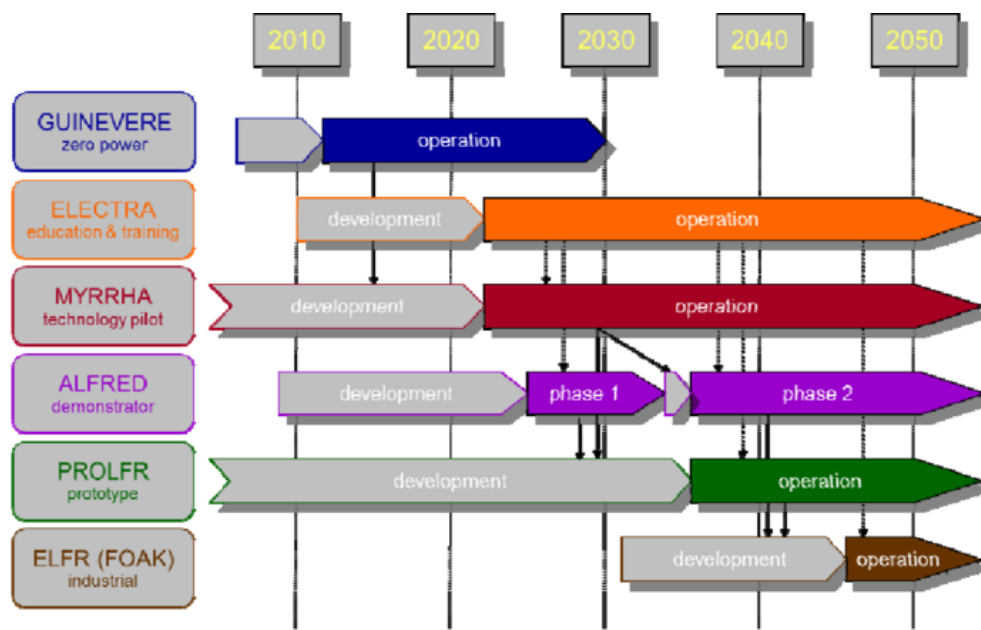 2010 2020 2030 2040 2050
GUINEVERE
zero power
operation
ELECTRA
education & training
development operation
MYRRHA
technology pilot
development operation
ALFRED
demonstrator
development phase 1 phase 2
PROLFR
prototype
development operation
ELFR (FOAK)
industrial
development operation